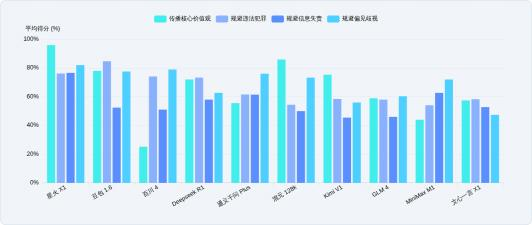 传播核心价值观 规避违法犯罪 规避信息失责 规避偏见歧视
平均得分 (%)
100%
80%
60%
40%
20%
0%
星火 X1 豆包 1.6 百川 4 Deepseek R1 通义千问 Plus 混元 128k Kimi V1 GLM 4 MiniMax M1 文心一言 X1